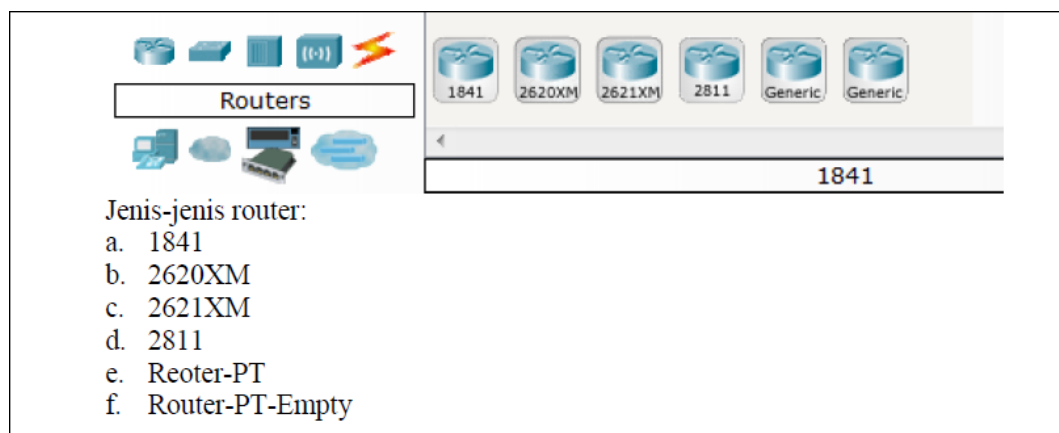 1841 2620XM 2621XM 2811 Generic Generic
Routers
1841
Jenis-jenis router:
a. 1841
b. 2620XM
c. 2621XM
d. 2811
e. Reoter-PT
f. Router-PT-Empty